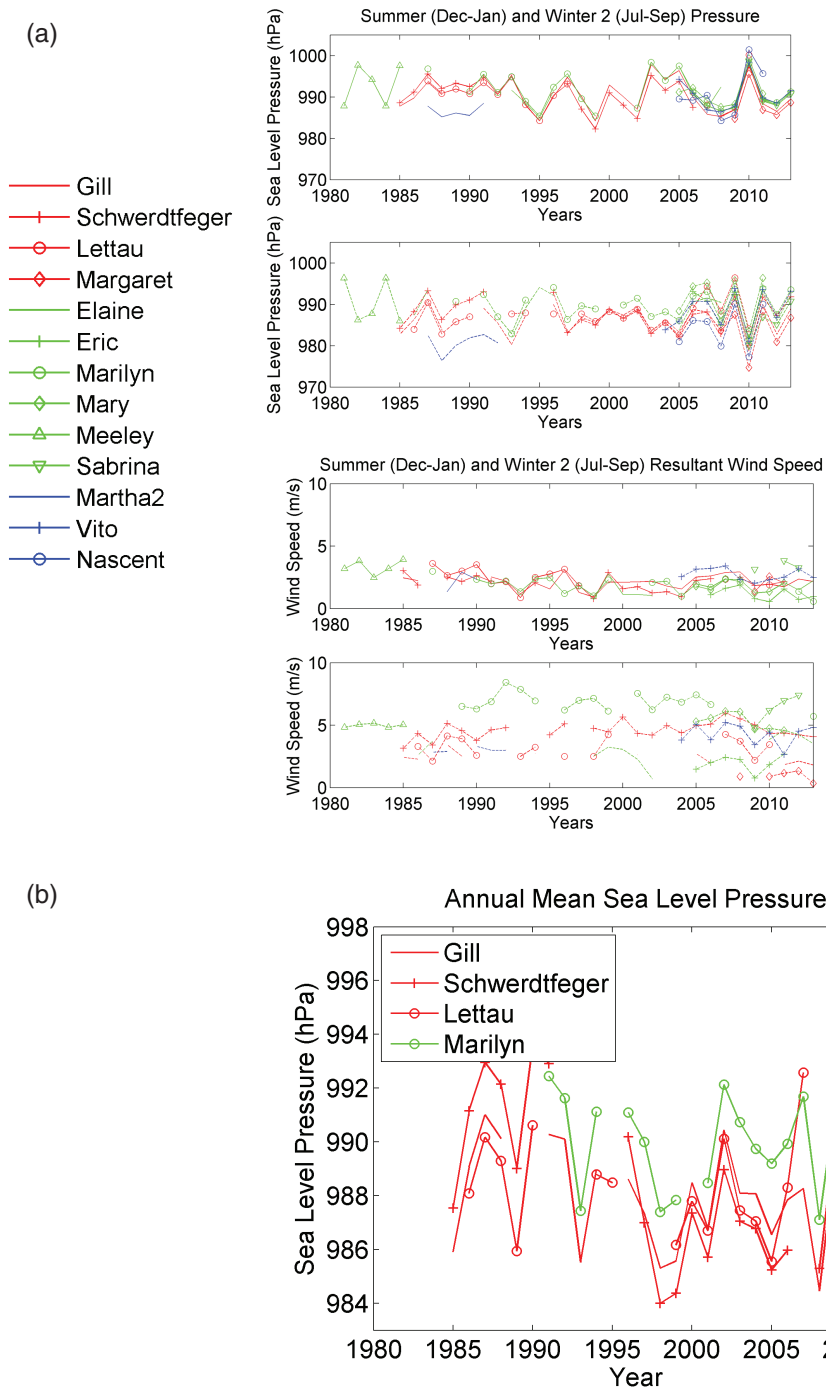 (a)
Summer (Dec-Jan) and Winter 2 (Jul-Sep) Pressure
Sea Level Pressure (hPa)
1000
990
980
970
1980 1985 1990 1995 2000 2005 2010
Years
Gill
Schwerdtfeger
Lettau
Margaret
Elaine
Eric
Marilyn
Mary
Meeley
Sabrina
Martha2
Vito
Nascent
Sea Level Pressure (hPa)
1000
990
980
970
1980 1985 1990 1995 2000 2005 2010
Years
Summer (Dec-Jan) and Winter 2 (Jul-Sep) Resultant Wind Speed
Wind Speed (m/s)
10
5
0
1980 1985 1990 1995 2000 2005 2010
Years
Wind Speed (m/s)
10
5
0
1980 1985 1990 1995 2000 2005 2010
Years
(b)
Annual Mean Sea Level Pressure
Sea Level Pressure (hPa)
998
996
994
992
990
988
986
984
Gill
Schwerdtfeger
Lettau
Marilyn
1980 1985 1990 1995 2000 2005
Year